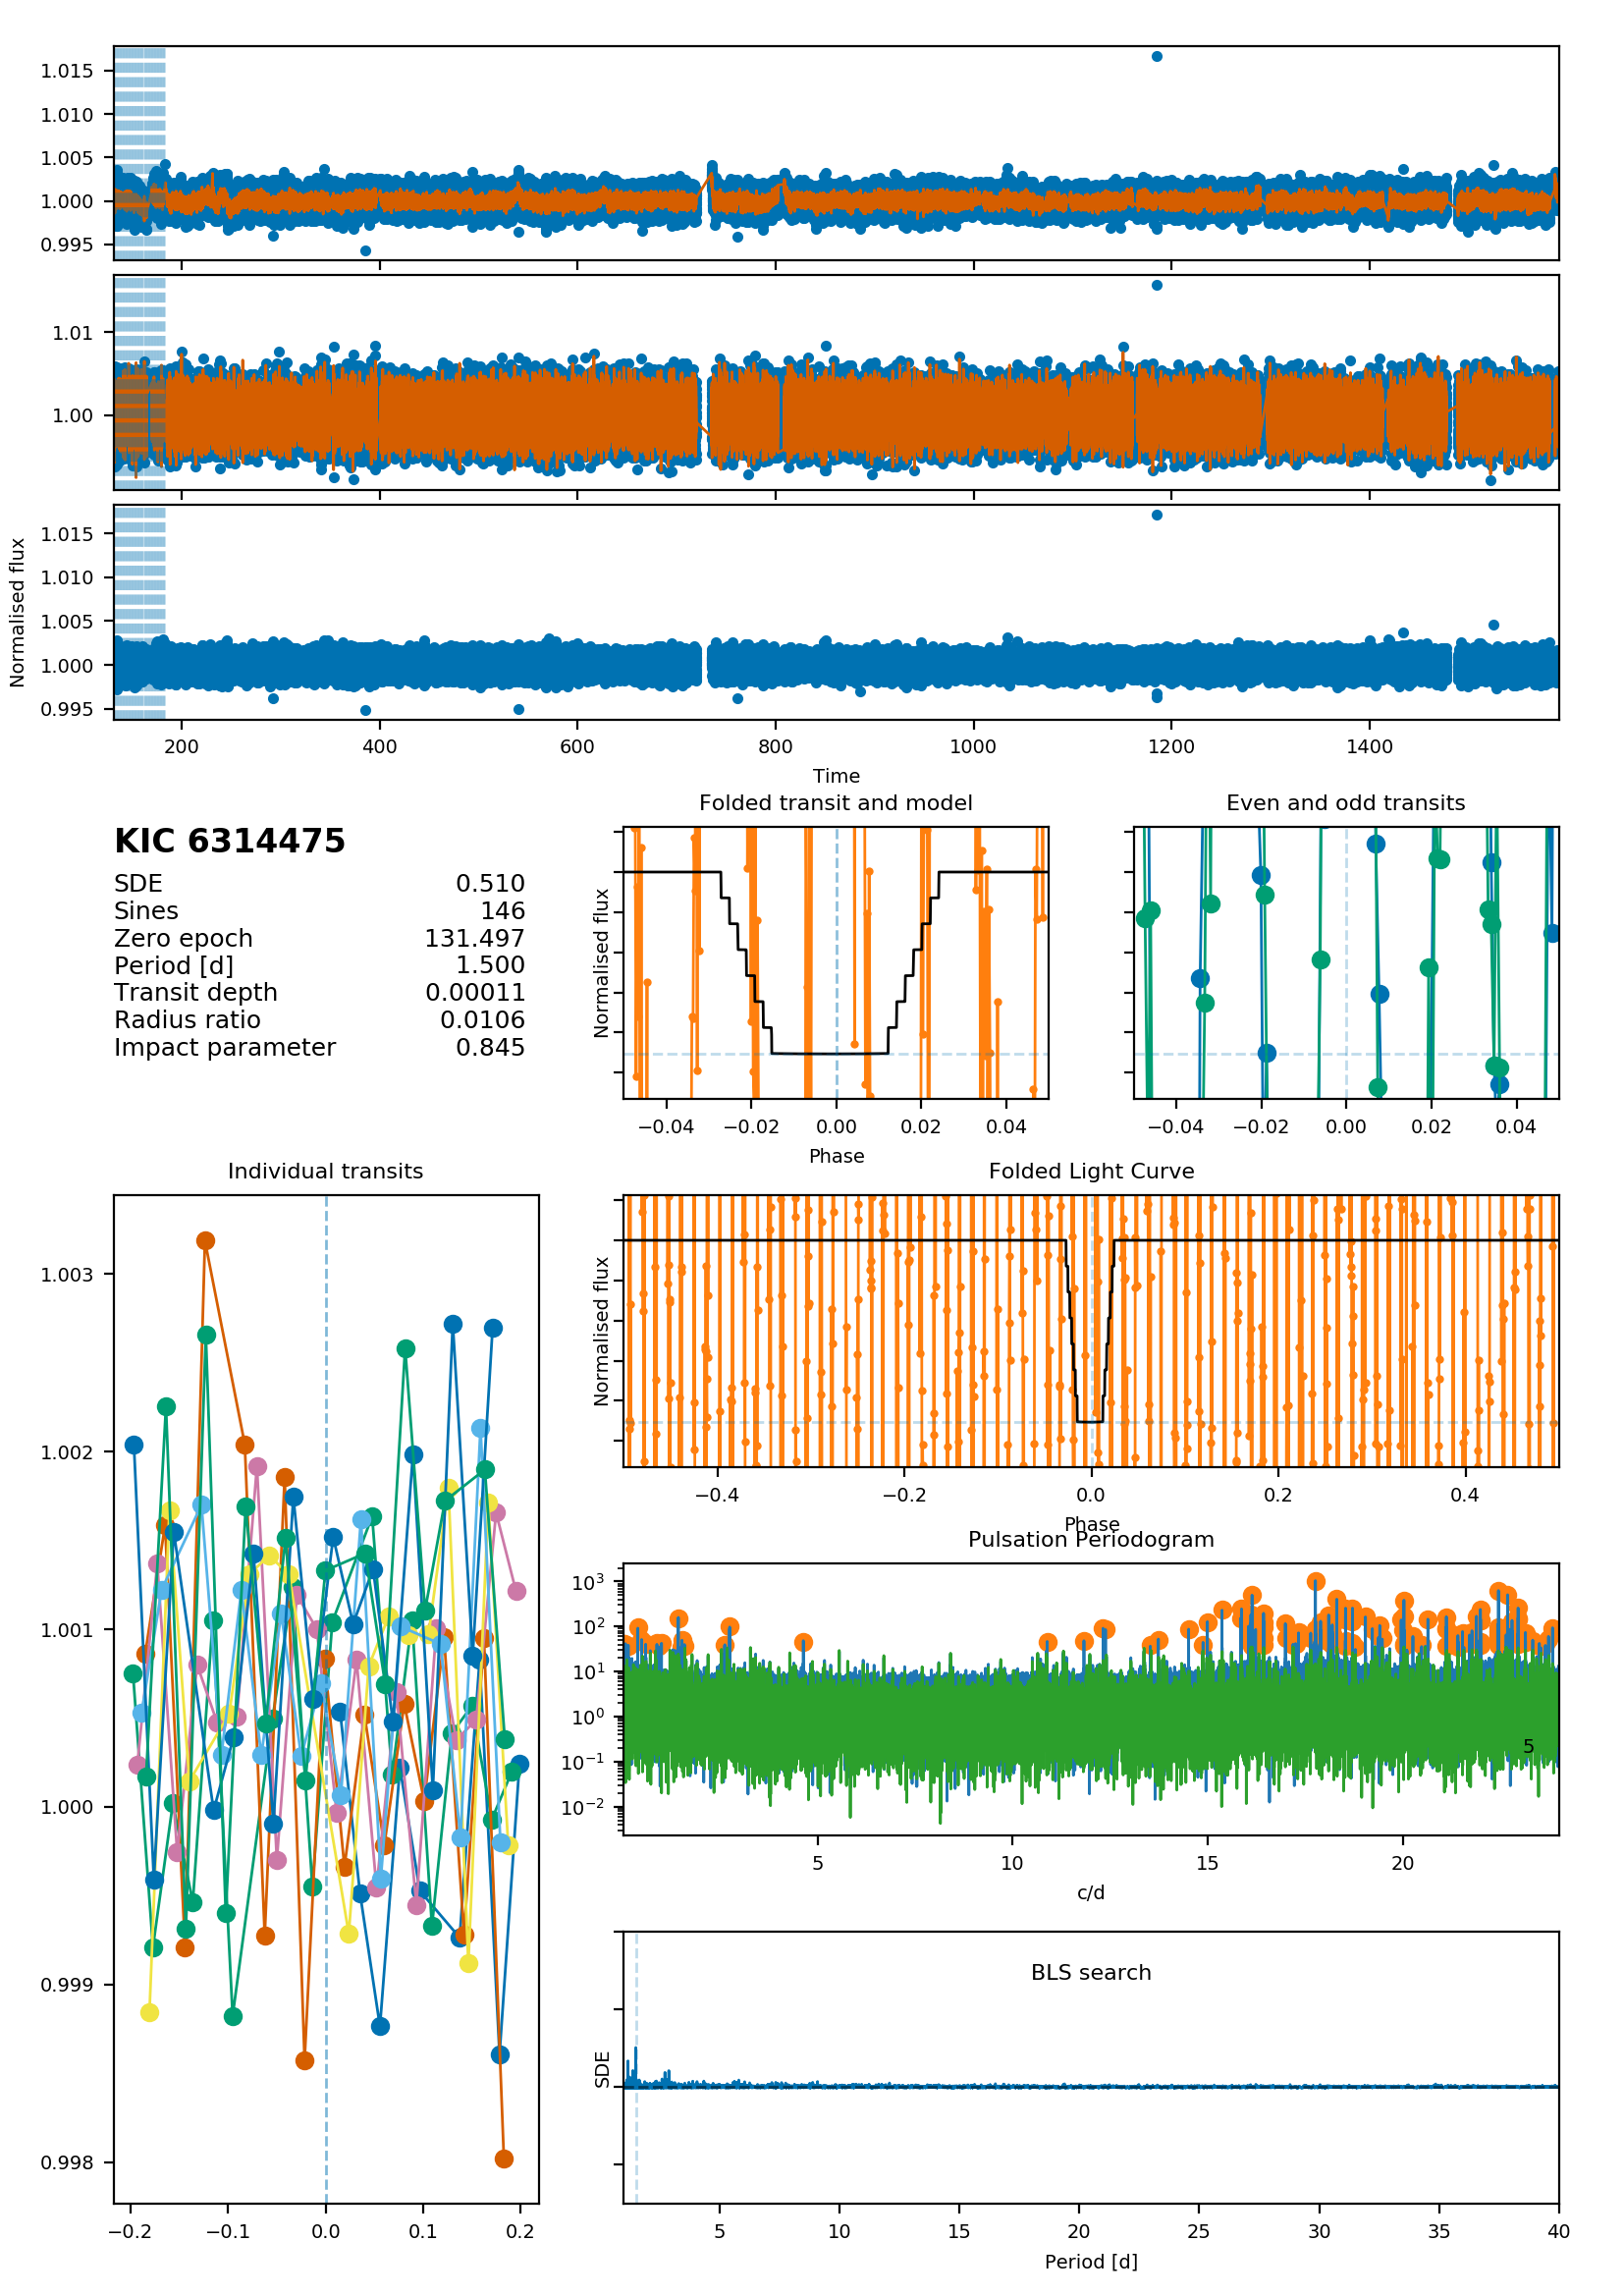 1.015
1.010
1.005
1.000
0.995
1.01
1.00
1.015
1.010
1.005
1.000
0.995
Normalised flux
200 400 600 800 1000 1200 1400
Time
KIC 6314475
SDE 0.510
Sines 146
Zero epoch 131.497
Period [d] 1.500
Transit depth 0.00011
Radius ratio 0.0106
Impact parameter 0.845
Folded transit and model
Normalised flux
−0.04 −0.02 0.00 0.02 0.04
Phase
Even and odd transits
−0.04 −0.02 0.00 0.02 0.04
Individual transits
1.003
1.002
1.001
1.000
0.999
0.998
−0.2 −0.1 0.0 0.1 0.2
Folded Light Curve
Normalised flux
−0.4 −0.2 0.0 0.2 0.4
Phase
Pulsation Periodogram
10³
10²
10¹
10⁰
10⁻¹
10⁻²
5
5 10 15 20
c/d
BLS search
SDE
5 10 15 20 25 30 35 40
Period [d]